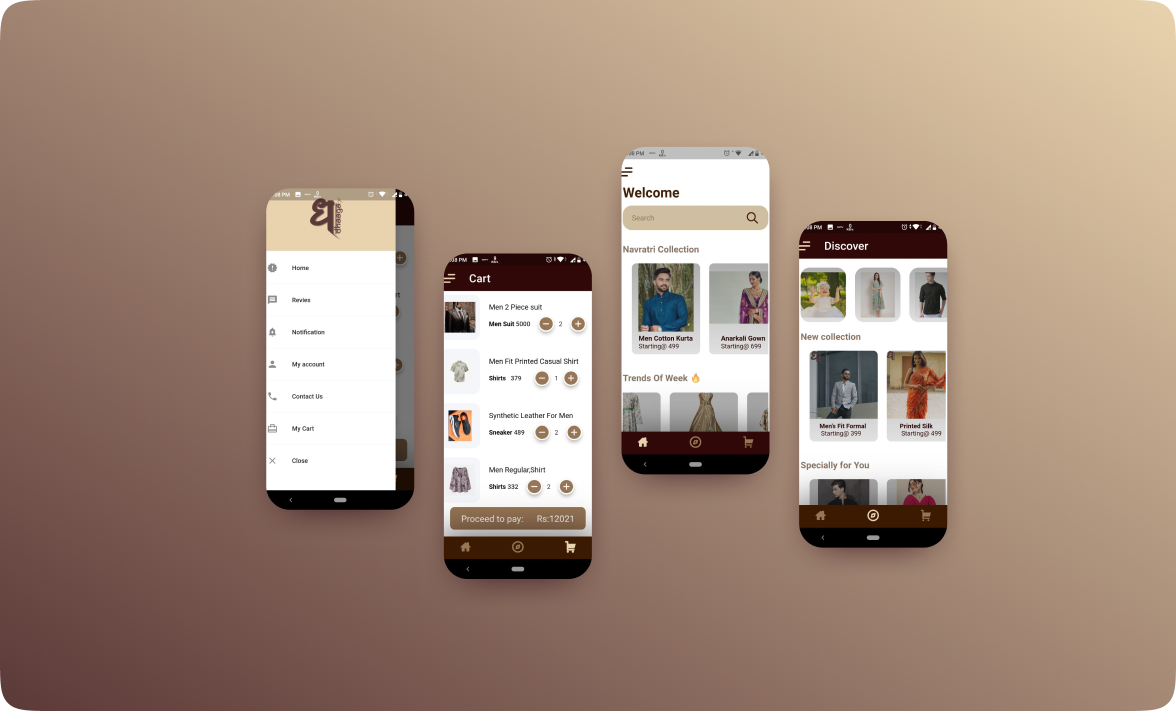 :08 PM
ध
dhaaga
Home
Revies
Notification
My account
Contact Us
My Cart
Close
:08 PM
Cart
Men 2 Piece suit
Men Suit 5000 2
Men Fit Printed Casual Shirt
Shirts 379 1
Synthetic Leather For Men
Sneaker 489 2
Men Regular,Shirt
Shirts 332 2
Proceed to pay: Rs:12021
:08 PM
Welcome
Search
Navratri Collection
Men Cotton Kurta
Starting@ 499
Anarkali Gown
Starting@ 699
Trends Of Week 🔥
:08 PM
Discover
New collection
Men's Fit Formal
Starting@ 399
Printed Silk
Starting@ 499
Specially for You